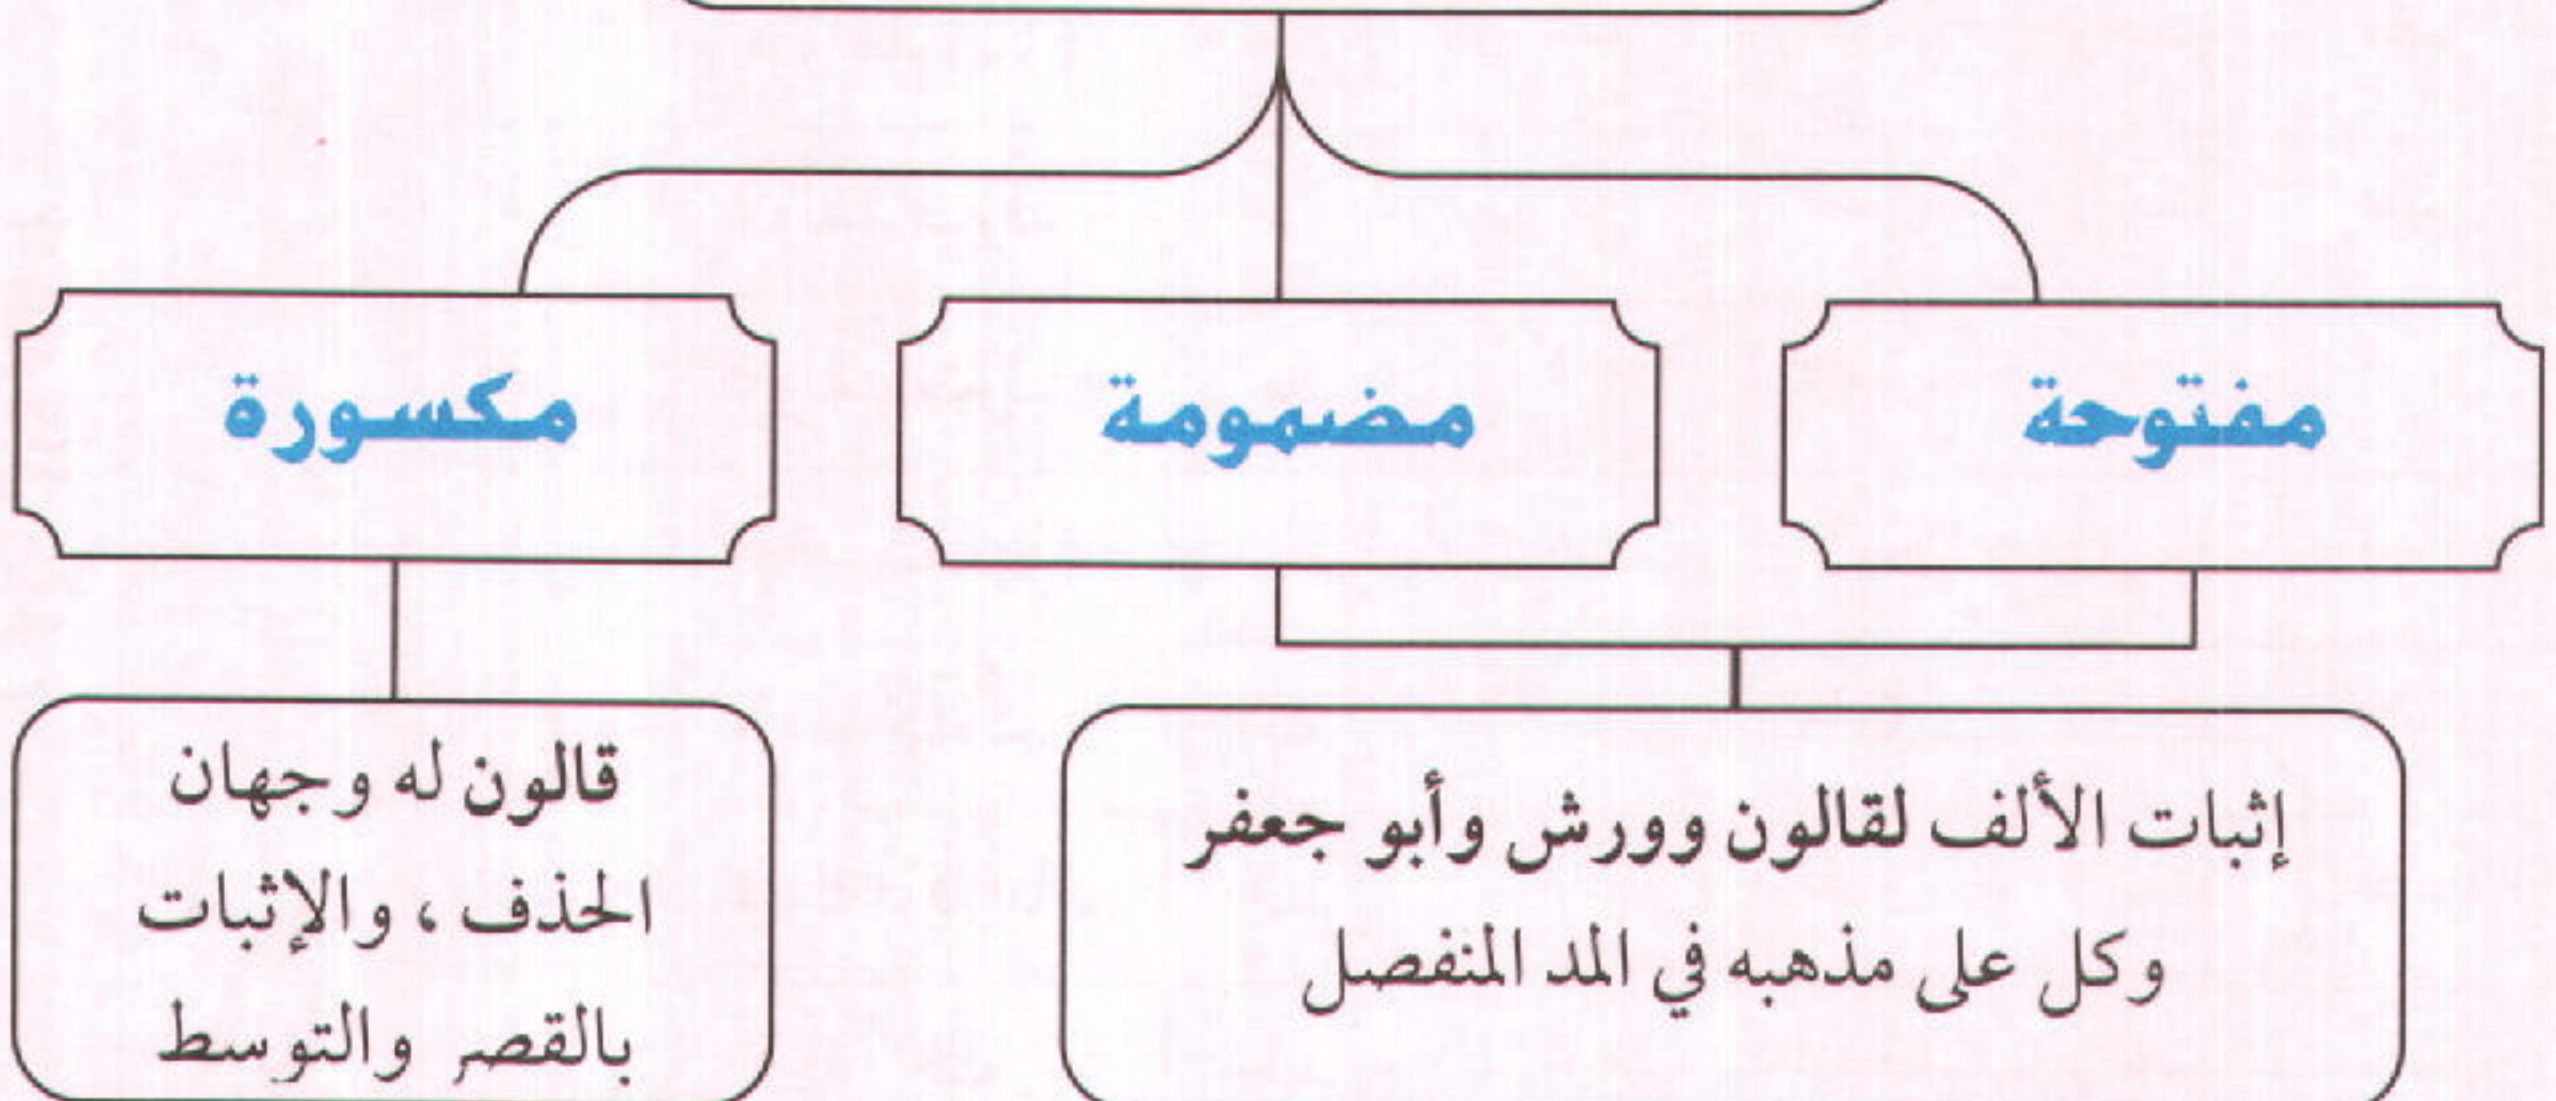 مفتوحة
مضمومة
مكسورة
إثبات الألف لقالون وورش وأبو جعفر
وكل على مذهبه في المد المنفصل
قالون له وجهان
الحذف ، والإثبات
بالقصر والتوسط